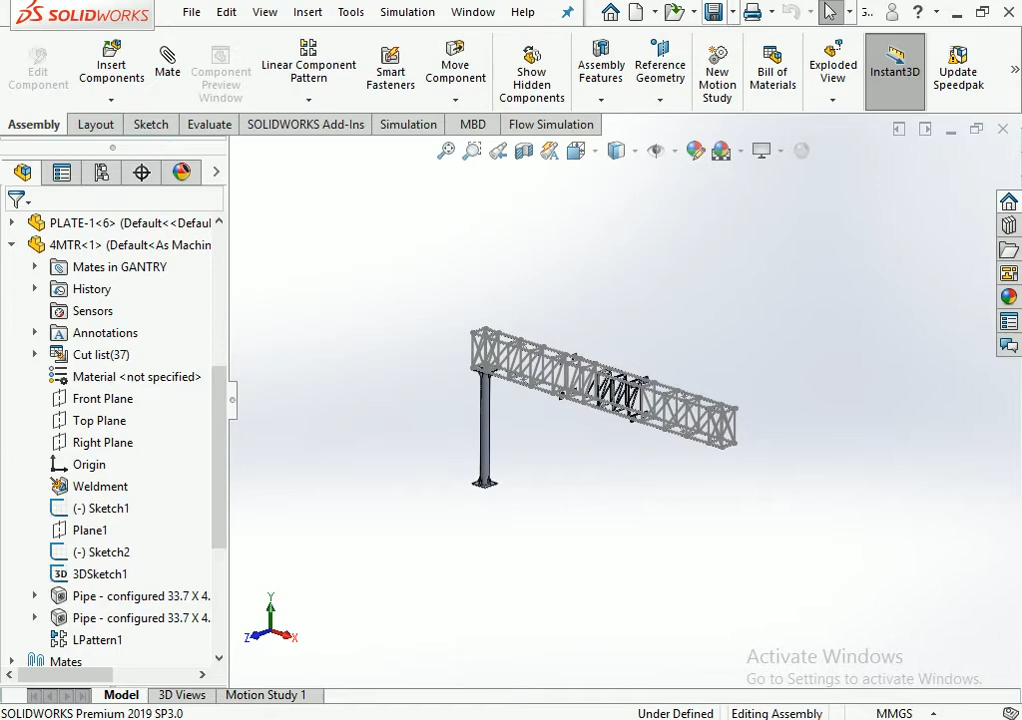 SOLIDWORKS
File Edit View Insert Tools Simulation Window Help
5..
?
Edit Component
Insert Components
Mate
Component Preview Window
Linear Component Pattern
Smart Fasteners
Move Component
Show Hidden Components
Assembly Features
Reference Geometry
New Motion Study
Bill of Materials
Exploded View
Instant3D
Update Speedpak
Assembly Layout Sketch Evaluate SOLIDWORKS Add-Ins Simulation MBD Flow Simulation
PLATE-1<6> (Default<<Defaul
4MTR<1> (Default<As Machin
Mates in GANTRY
History
Sensors
Annotations
Cut list(37)
Material <not specified>
Front Plane
Top Plane
Right Plane
Origin
Weldment
(-) Sketch1
Plane1
(-) Sketch2
3D 3DSketch1
Pipe - configured 33.7 X 4.
Pipe - configured 33.7 X 4.
LPattern1
Mates
Y
Z
X
Activate Windows
Go to Settings to activate Windows.
Model 3D Views Motion Study 1
SOLIDWORKS Premium 2019 SP3.0
Under Defined Editing Assembly MMGS